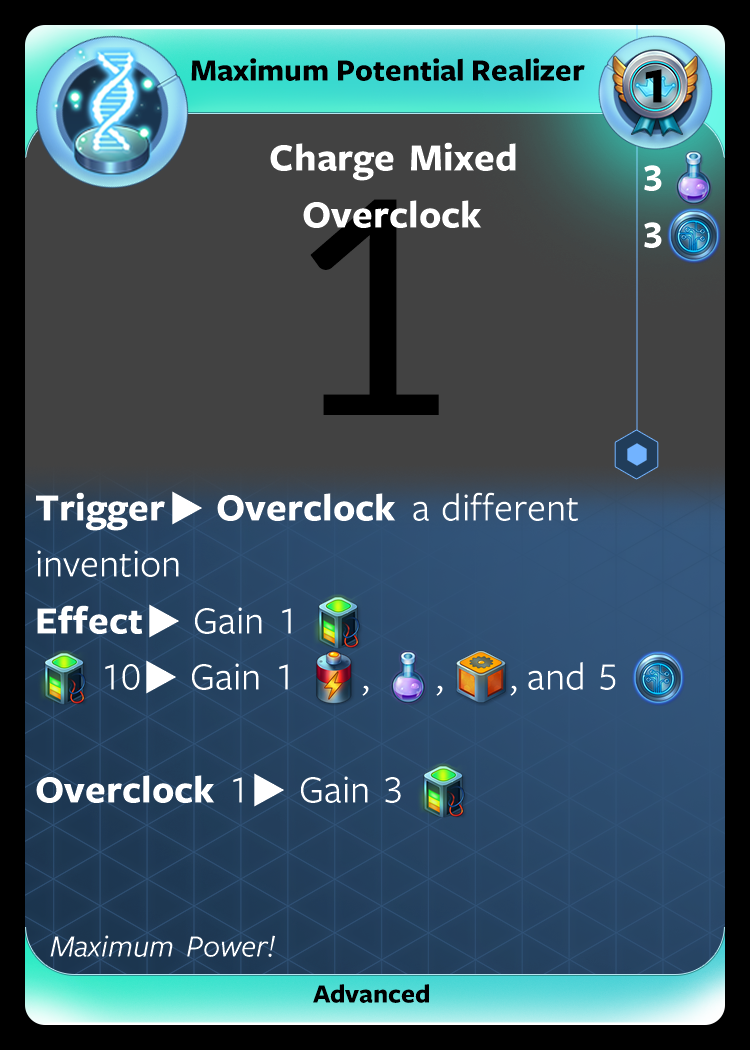 Maximum Potential Realizer
1
Charge Mixed
Overclock
3
3
1
Trigger▶ Overclock a different
invention
Effect▶ Gain 1
10▶ Gain 1 , , , and 5
Overclock 1▶ Gain 3
Maximum Power!
Advanced